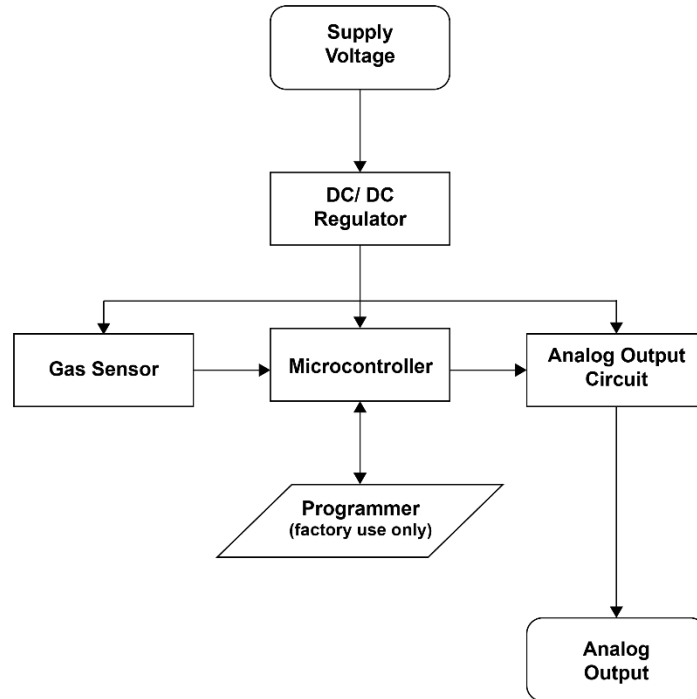 Supply
Voltage
DC/ DC
Regulator
Gas Sensor
Microcontroller
Analog Output
Circuit
Programmer
(factory use only)
Analog
Output